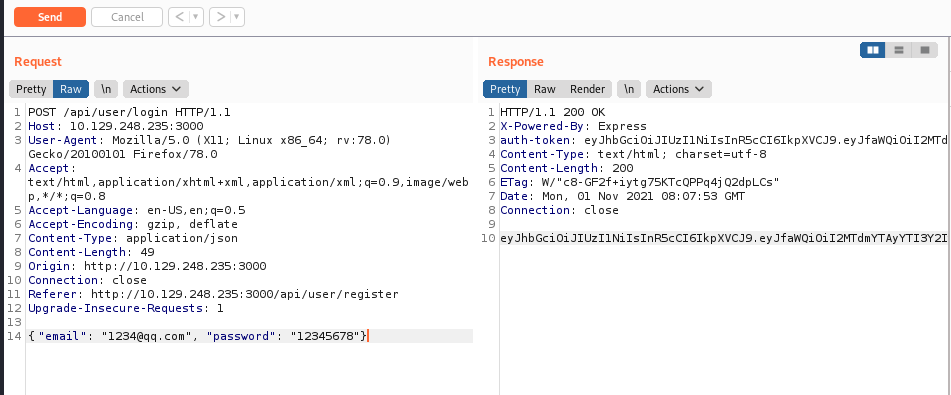 Send Cancel < ▼ > ▼
Request
Pretty Raw \n Actions
1 POST /api/user/login HTTP/1.1
2 Host: 10.129.248.235:3000
3 User-Agent: Mozilla/5.0 (X11; Linux x86_64; rv:78.0)
Gecko/20100101 Firefox/78.0
4 Accept:
text/html,application/xhtml+xml,application/xml;q=0.9,image/web
p,*/*;q=0.8
5 Accept-Language: en-US,en;q=0.5
6 Accept-Encoding: gzip, deflate
7 Content-Type: application/json
8 Content-Length: 49
9 Origin: http://10.129.248.235:3000
10 Connection: close
11 Referer: http://10.129.248.235:3000/api/user/register
12 Upgrade-Insecure-Requests: 1
13
14 {"email": "1234@qq.com", "password": "12345678"}
Response
Pretty Raw Render \n Actions
1 HTTP/1.1 200 OK
2 X-Powered-By: Express
3 auth-token: eyJhbGciOiJIUzI1NiIsInR5cCI6IkpXVCJ9.eyJfaWQiOiI2MTd
4 Content-Type: text/html; charset=utf-8
5 Content-Length: 200
6 ETag: W/"c8-GF2f+iytg75KTcQPPq4jQ2dpLCs"
7 Date: Mon, 01 Nov 2021 08:07:53 GMT
8 Connection: close
9
10 eyJhbGciOiJIUzI1NiIsInR5cCI6IkpXVCJ9.eyJfaWQiOiI2MTdmYTAyYTI3Y2I